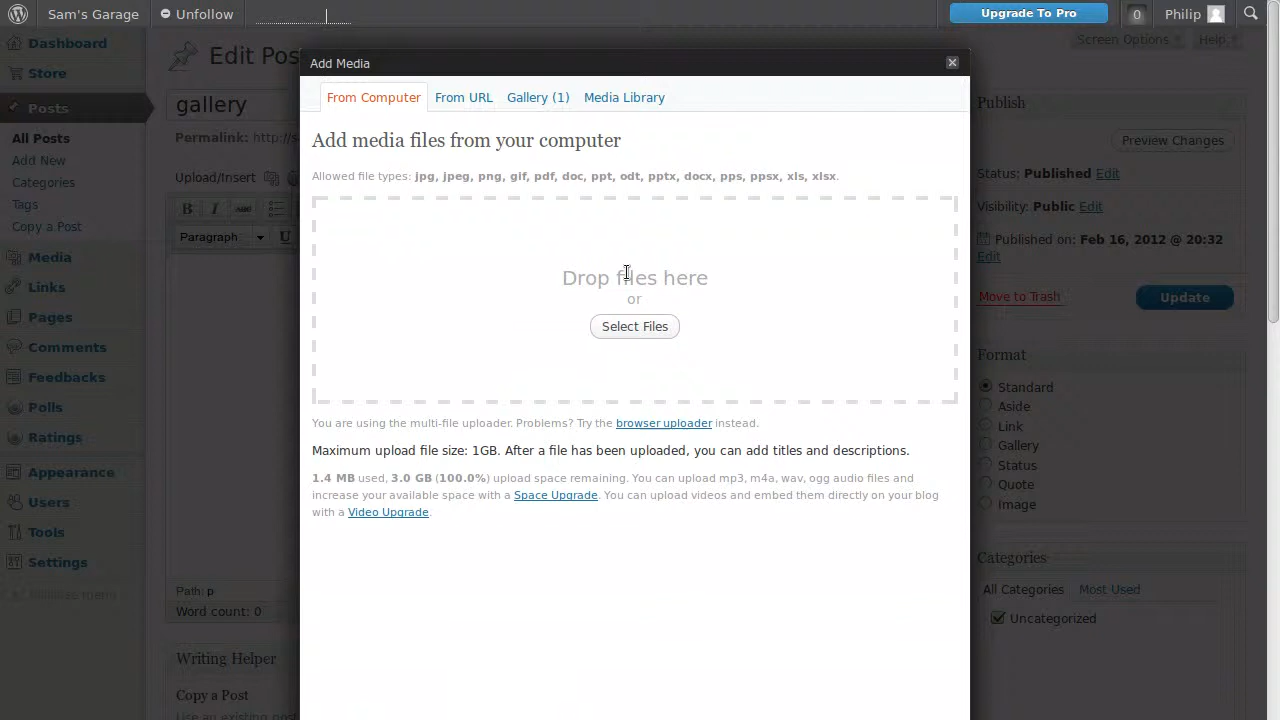 Sam's Garage Unfollow Upgrade To Pro 0 Philip
Dashboard
Store
Posts
All Posts
Add New
Categories
Tags
Copy a Post
Media
Links
Pages
Comments
Feedbacks
Polls
Ratings
Appearance
Users
Tools
Settings
Collapse menu
Screen Options Help
Edit Pos
gallery
Permalink: http://s
Upload/Insert
B I ABC
Paragraph U
Path: p
Word count: 0
Writing Helper
Copy a Post
Use an existing post
Add Media
From Computer From URL Gallery (1) Media Library
Add media files from your computer
Allowed file types: jpg, jpeg, png, gif, pdf, doc, ppt, odt, pptx, docx, pps, ppsx, xls, xlsx.
Drop files here
or
Select Files
You are using the multi-file uploader. Problems? Try the browser uploader instead.
Maximum upload file size: 1GB. After a file has been uploaded, you can add titles and descriptions.
1.4 MB used, 3.0 GB (100.0%) upload space remaining. You can upload mp3, m4a, wav, ogg audio files and
increase your available space with a Space Upgrade. You can upload videos and embed them directly on your blog
with a Video Upgrade.
Publish
Preview Changes
Status: Published Edit
Visibility: Public Edit
Published on: Feb 16, 2012 @ 20:32
Edit
Move to Trash Update
Format
Standard
Aside
Link
Gallery
Status
Quote
Image
Categories
All Categories Most Used
Uncategorized